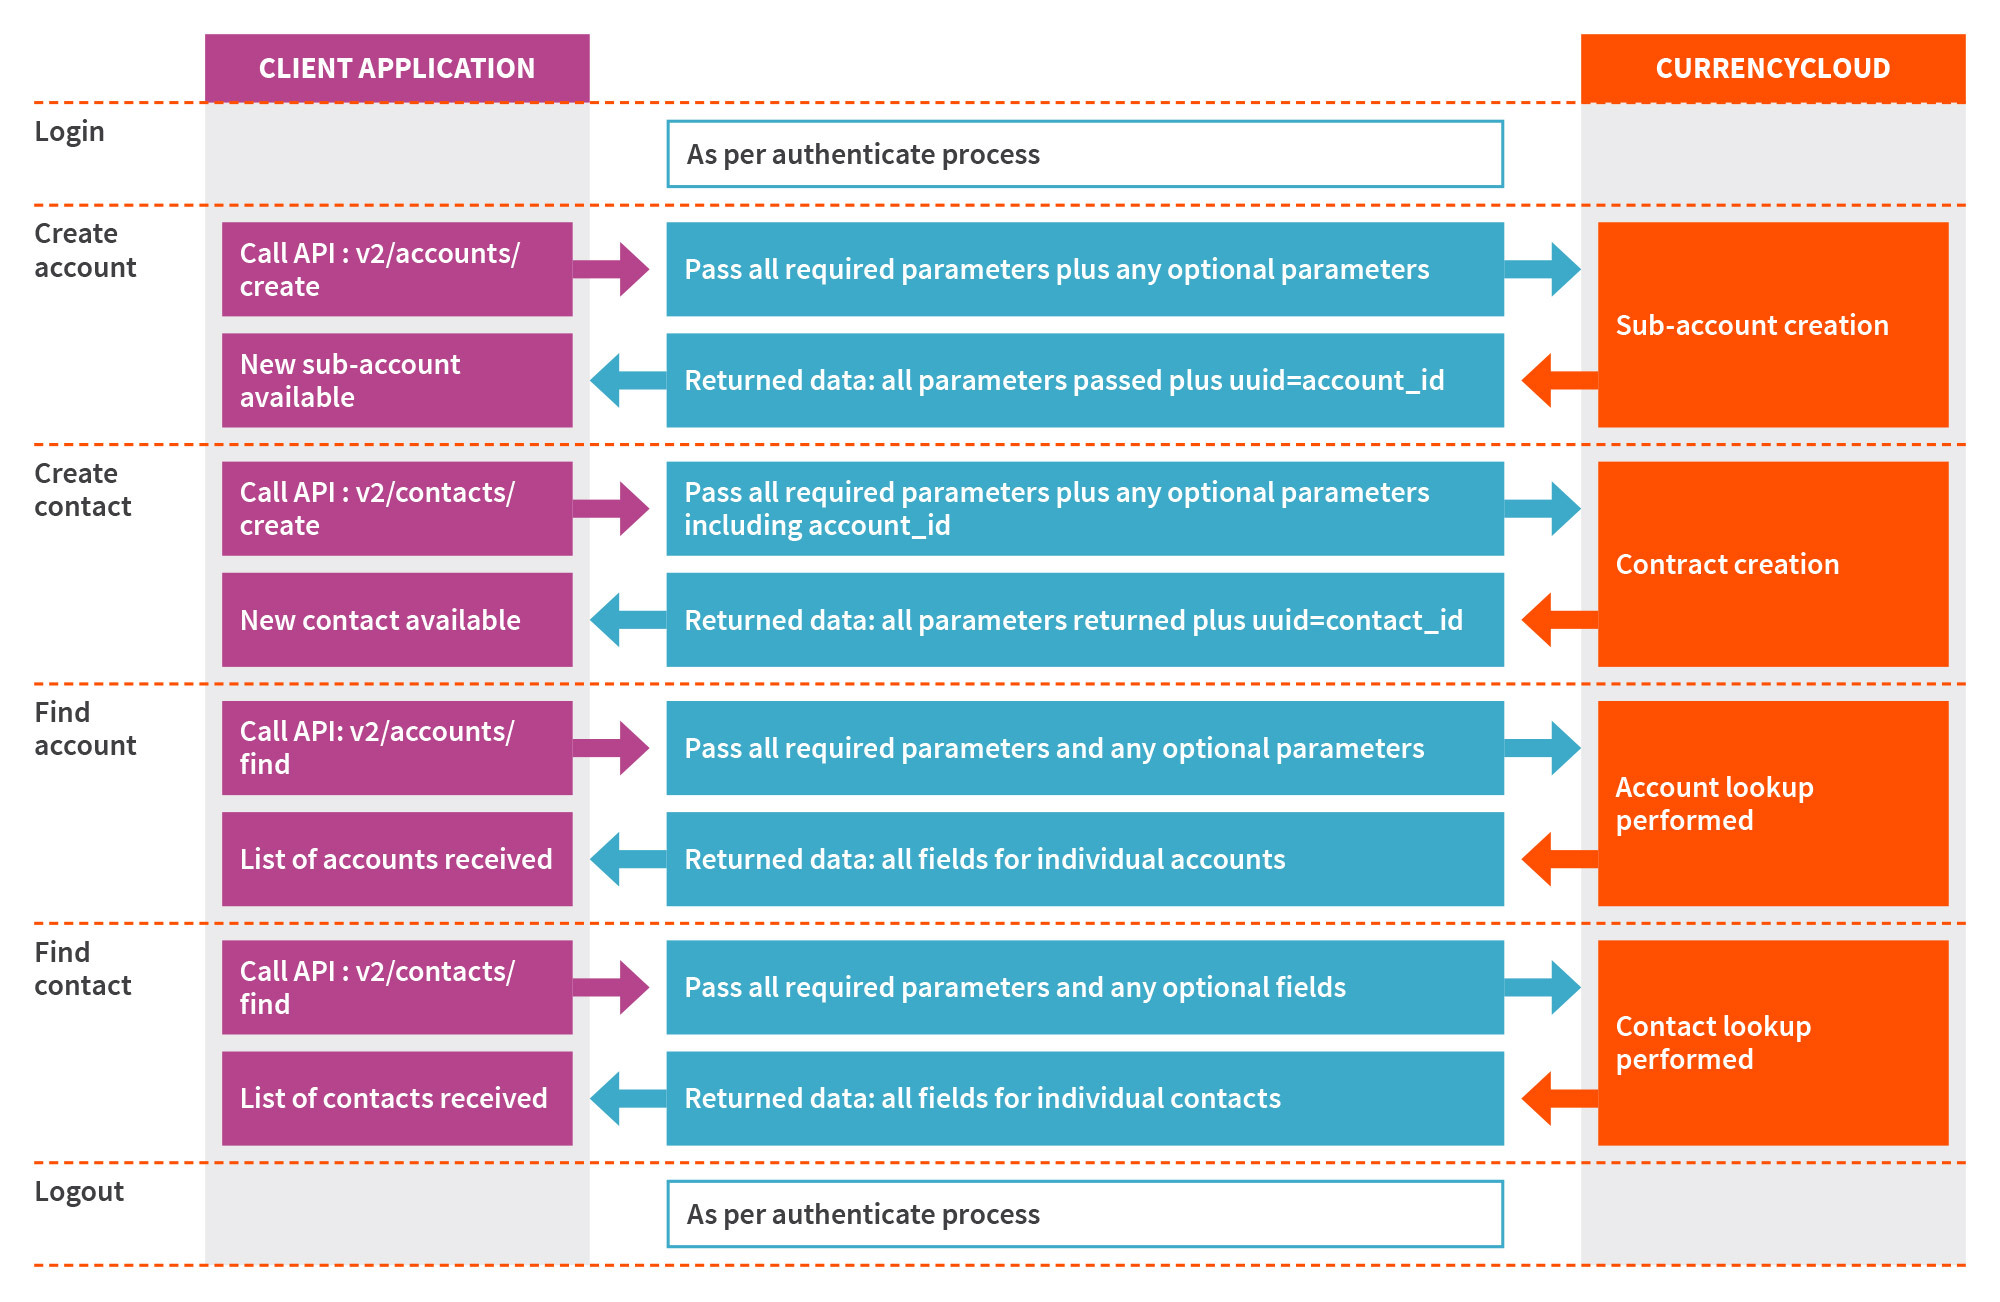 CLIENT APPLICATION
CURRENCYCLOUD
Login
As per authenticate process
Create
account
Call API : v2/accounts/
create
Pass all required parameters plus any optional parameters
Sub-account creation
New sub-account
available
Returned data: all parameters passed plus uuid=account_id
Create
contact
Call API : v2/contacts/
create
Pass all required parameters plus any optional parameters
including account_id
Contract creation
New contact available
Returned data: all parameters returned plus uuid=contact_id
Find
account
Call API: v2/accounts/
find
Pass all required parameters and any optional parameters
Account lookup
performed
List of accounts received
Returned data: all fields for individual accounts
Find
contact
Call API : v2/contacts/
find
Pass all required parameters and any optional fields
Contact lookup
performed
List of contacts received
Returned data: all fields for individual contacts
Logout
As per authenticate process